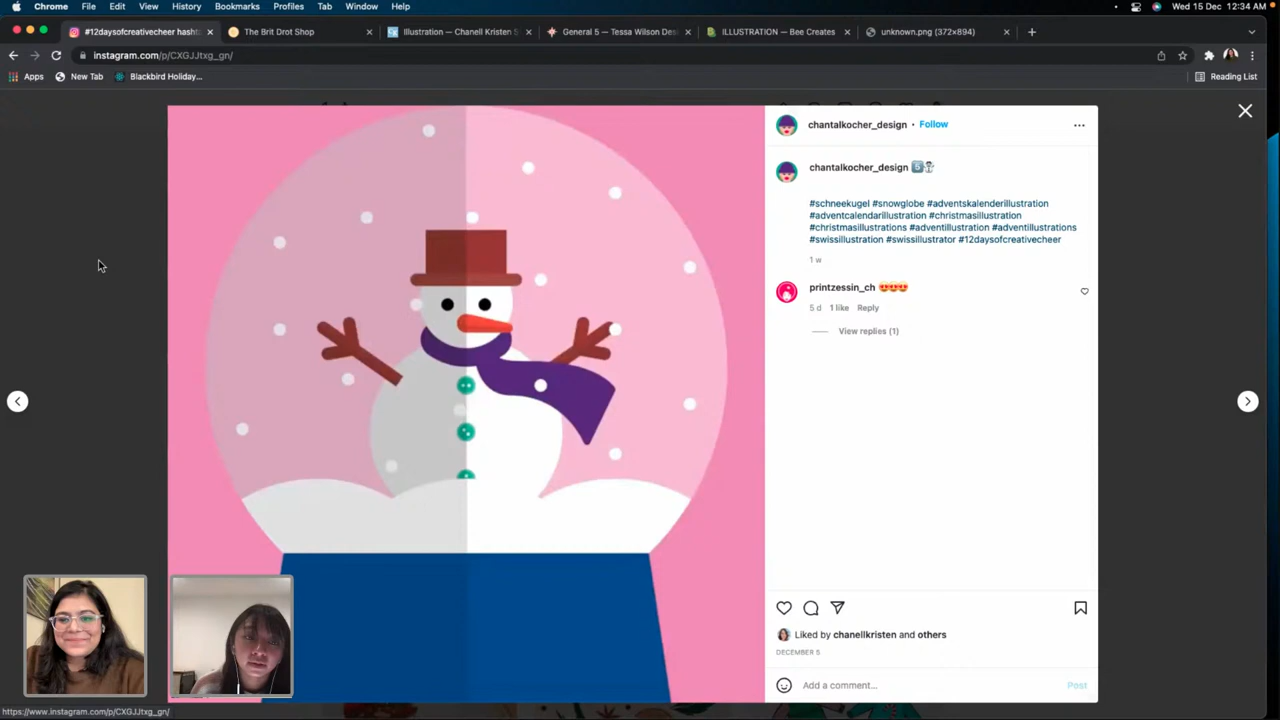 Chrome File Edit View History Bookmarks Profiles Tab Window Help Wed 15 Dec 12:34 AM
#12daysofcreativecheer hasht The Brit Drot Shop Illustration — Chanell Kristen General 5 — Tessa Wilson Des ILLUSTRATION — Bee Creates unknown.png (372×894)
instagram.com/p/CXGJJtxg_gn/
Apps New Tab Blackbird Holiday... Reading List
chantalkocher_design • Follow
chantalkocher_design 5️⃣
#schneekugel #snowglobe #adventskalenderillustration
#adventcalendarillustration #christmasillustration
#christmasillustrations #adventillustration #adventillustrations
#swissillustration #swissillustrator #12daysofcreativecheer
1 w
printzessin_ch 😍😍😍
5 d 1 like Reply
View replies (1)
Liked by chanellkristen and others
DECEMBER 5
Add a comment... Post
https://www.instagram.com/p/CXGJJtxg_gn/